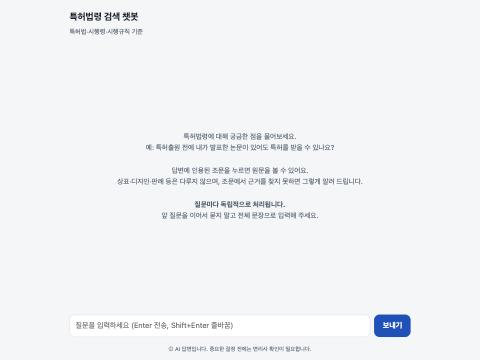 특허법령 검색 챗봇
특허법·시행령·시행규칙 기준
특허법령에 대해 궁금한 점을 물어보세요.
예: 특허출원 전에 내가 발표한 논문이 있어도 특허를 받을 수 있나요?
답변에 인용된 조문을 누르면 원문을 볼 수 있어요.
상표·디자인·판례 등은 다루지 않으며, 조문에서 근거를 찾지 못하면 그렇게 알려 드립니다.
질문마다 독립적으로 처리됩니다.
앞 질문을 이어서 묻지 말고 전체 문장으로 입력해 주세요.
질문을 입력하세요 (Enter 전송, Shift+Enter 줄바꿈)
보내기
ⓘ AI 답변입니다. 중요한 결정 전에는 변리사 확인이 필요합니다.